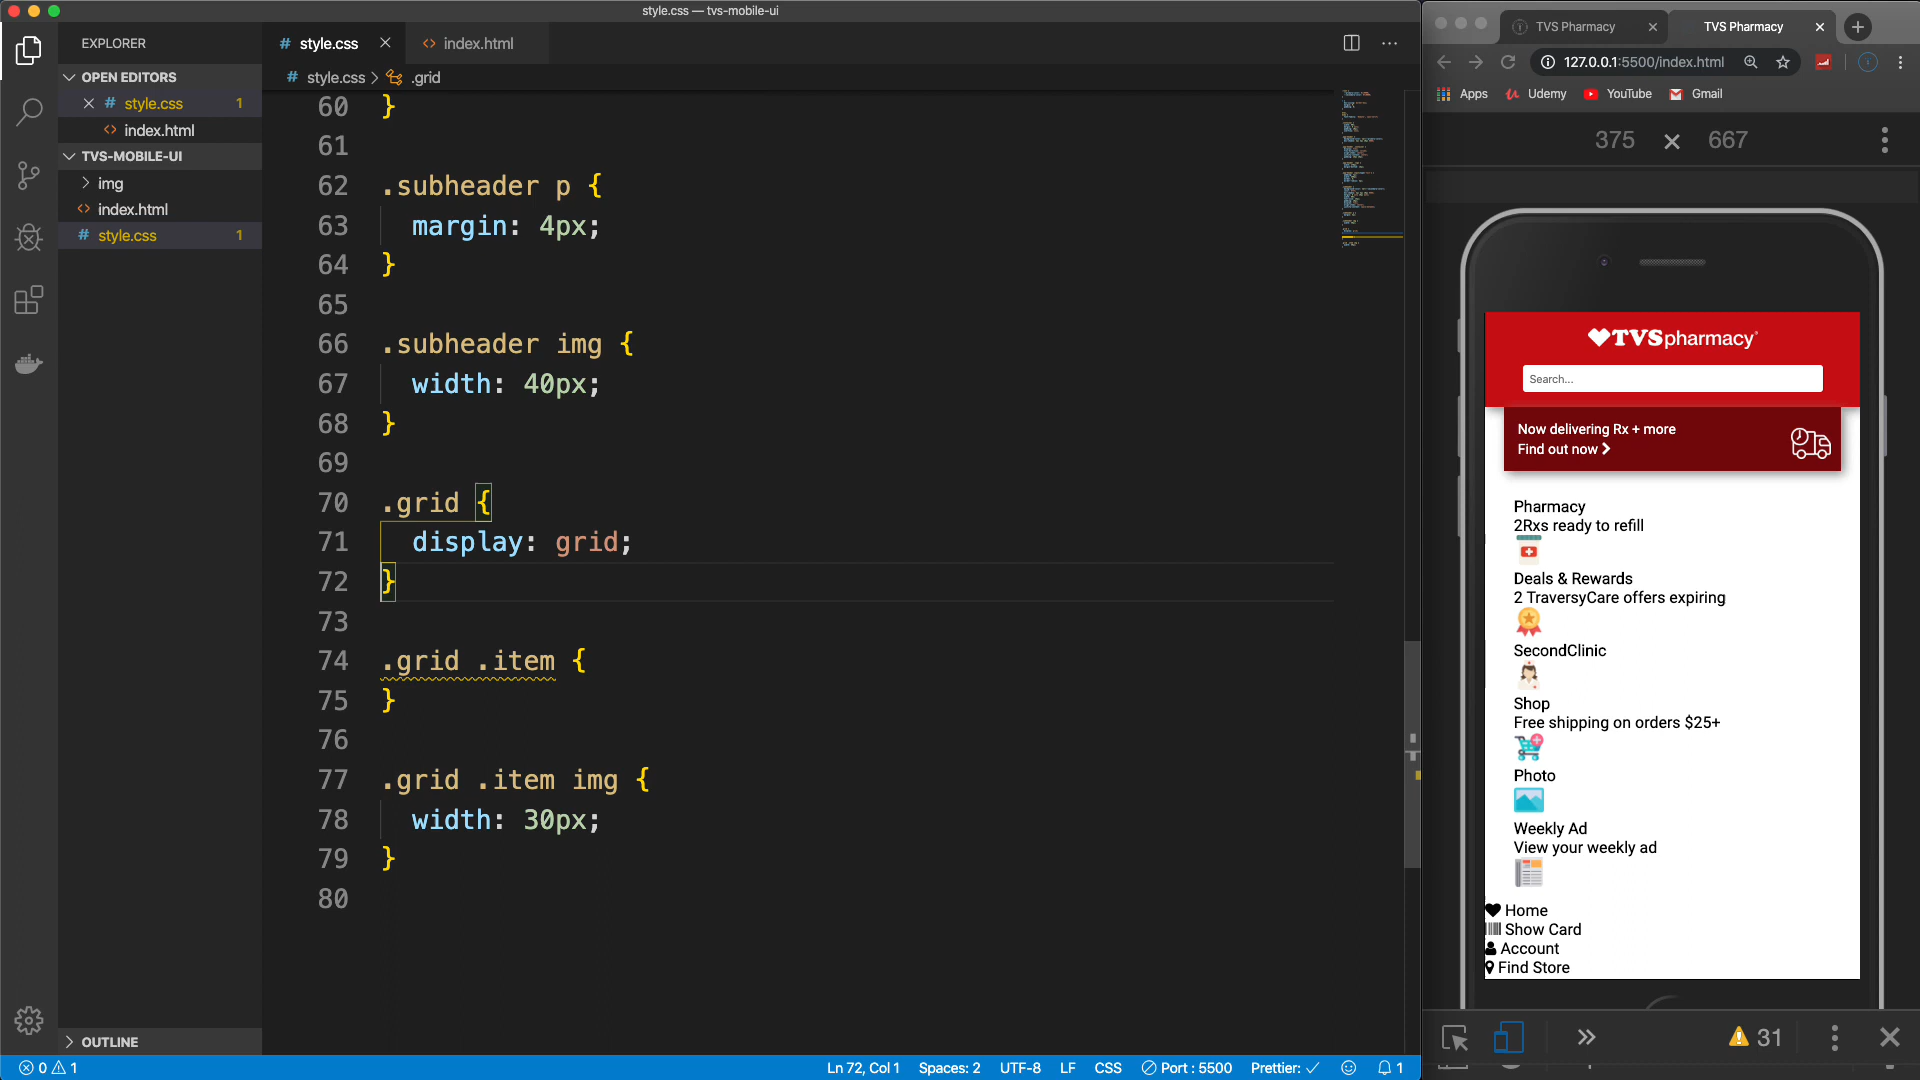 style.css — tvs-mobile-ui
EXPLORER
OPEN EDITORS
style.css 1
index.html
TVS-MOBILE-UI
img
index.html
style.css 1
OUTLINE
# style.css
<> index.html
# style.css > .grid
60 }
61
62 .subheader p {
63 margin: 4px;
64 }
65
66 .subheader img {
67 width: 40px;
68 }
69
70 .grid {
71 display: grid;
72 }
73
74 .grid .item {
75 }
76
77 .grid .item img {
78 width: 30px;
79 }
80
0 1
Ln 72, Col 1 Spaces: 2 UTF-8 LF CSS Port : 5500 Prettier: ✓ 1
TVS Pharmacy
TVS Pharmacy
127.0.0.1:5500/index.html
Apps Udemy YouTube Gmail
375 × 667
TVS pharmacy
Search...
Now delivering Rx + more
Find out now
Pharmacy
2Rxs ready to refill
Deals & Rewards
2 TraversyCare offers expiring
SecondClinic
Shop
Free shipping on orders $25+
Photo
Weekly Ad
View your weekly ad
Home
Show Card
Account
Find Store
31